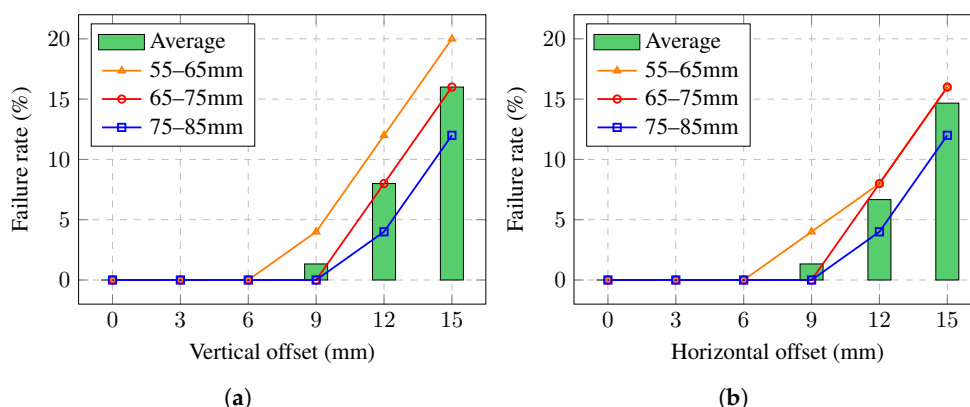 20
15
10
5
0
Failure rate (%)
Average
55–65mm
65–75mm
75–85mm
0 3 6 9 12 15
Vertical offset (mm)
(a)
20
15
10
5
0
Failure rate (%)
Average
55–65mm
65–75mm
75–85mm
0 3 6 9 12 15
Horizontal offset (mm)
(b)